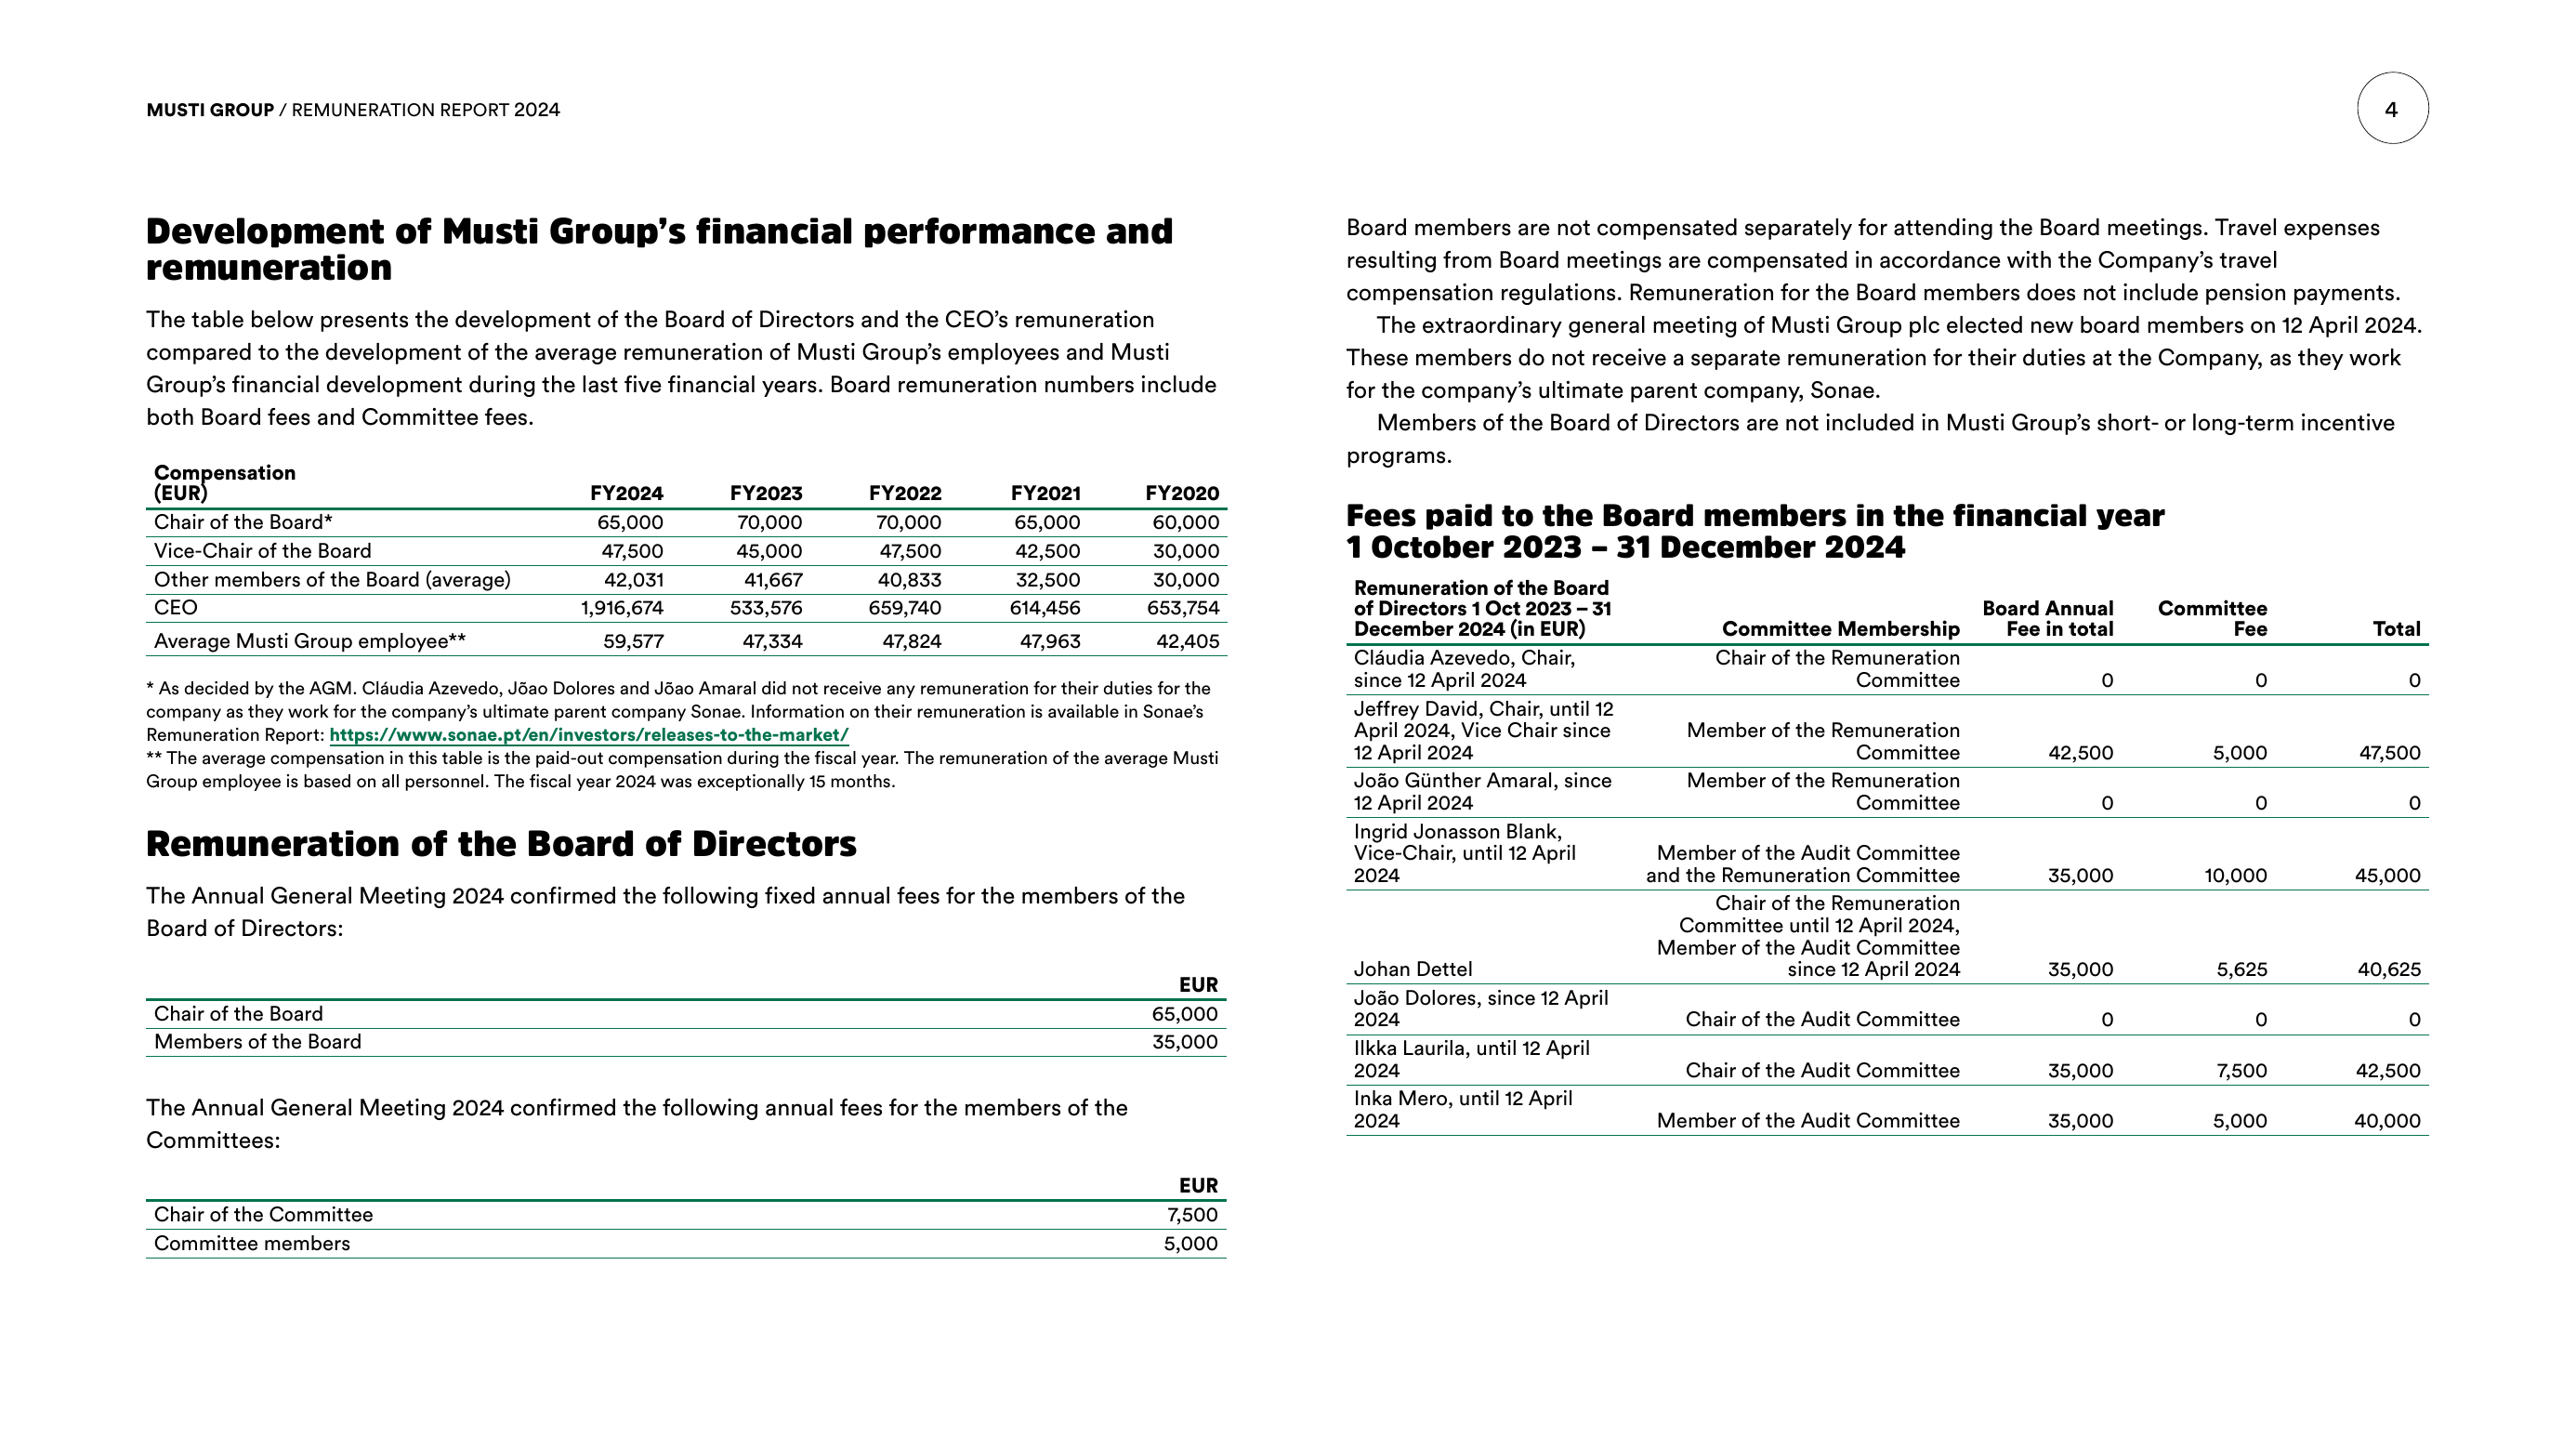 MUSTI GROUP / REMUNERATION REPORT 2024
4
Development of Musti Group's financial performance and
remuneration
The table below presents the development of the Board of Directors and the CEO's remuneration
compared to the development of the average remuneration of Musti Group's employees and Musti
Group's financial development during the last five financial years. Board remuneration numbers include
both Board fees and Committee fees.
Compensation
(EUR) FY2024 FY2023 FY2022 FY2021 FY2020
Chair of the Board* 65,000 70,000 70,000 65,000 60,000
Vice-Chair of the Board 47,500 45,000 47,500 42,500 30,000
Other members of the Board (average) 42,031 41,667 40,833 32,500 30,000
CEO 1,916,674 533,576 659,740 614,456 653,754
Average Musti Group employee** 59,577 47,334 47,824 47,963 42,405
* As decided by the AGM. Cláudia Azevedo, Jõao Dolores and Jõao Amaral did not receive any remuneration for their duties for the
company as they work for the company's ultimate parent company Sonae. Information on their remuneration is available in Sonae's
Remuneration Report: https://www.sonae.pt/en/investors/releases-to-the-market/
** The average compensation in this table is the paid-out compensation during the fiscal year. The remuneration of the average Musti
Group employee is based on all personnel. The fiscal year 2024 was exceptionally 15 months.
Remuneration of the Board of Directors
The Annual General Meeting 2024 confirmed the following fixed annual fees for the members of the
Board of Directors:
EUR
Chair of the Board 65,000
Members of the Board 35,000
The Annual General Meeting 2024 confirmed the following annual fees for the members of the
Committees:
EUR
Chair of the Committee 7,500
Committee members 5,000
Board members are not compensated separately for attending the Board meetings. Travel expenses
resulting from Board meetings are compensated in accordance with the Company's travel
compensation regulations. Remuneration for the Board members does not include pension payments.
The extraordinary general meeting of Musti Group plc elected new board members on 12 April 2024.
These members do not receive a separate remuneration for their duties at the Company, as they work
for the company's ultimate parent company, Sonae.
Members of the Board of Directors are not included in Musti Group's short- or long-term incentive
programs.
Fees paid to the Board members in the financial year
1 October 2023 – 31 December 2024
Remuneration of the Board
of Directors 1 Oct 2023 – 31 Board Annual Committee
December 2024 (in EUR) Committee Membership Fee in total Fee Total
Cláudia Azevedo, Chair, Chair of the Remuneration
since 12 April 2024 Committee 0 0 0
Jeffrey David, Chair, until 12
April 2024, Vice Chair since Member of the Remuneration
12 April 2024 Committee 42,500 5,000 47,500
João Günther Amaral, since Member of the Remuneration
12 April 2024 Committee 0 0 0
Ingrid Jonasson Blank,
Vice-Chair, until 12 April Member of the Audit Committee
2024 and the Remuneration Committee 35,000 10,000 45,000
Chair of the Remuneration
Committee until 12 April 2024,
Member of the Audit Committee
Johan Dettel since 12 April 2024 35,000 5,625 40,625
João Dolores, since 12 April
2024 Chair of the Audit Committee 0 0 0
Ilkka Laurila, until 12 April
2024 Chair of the Audit Committee 35,000 7,500 42,500
Inka Mero, until 12 April
2024 Member of the Audit Committee 35,000 5,000 40,000